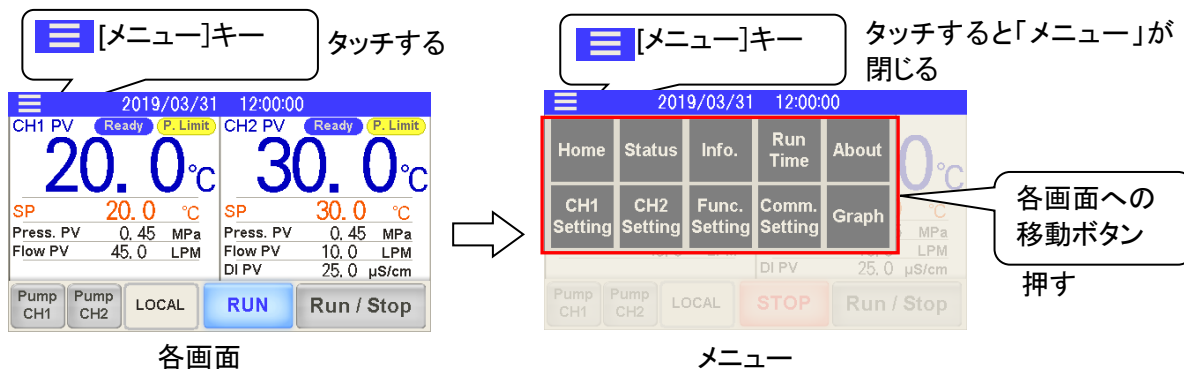 [メニュー]キー
タッチする
2019/03/31 12:00:00
CH1 PV Ready P. Limit
20.0℃
SP 20.0 ℃
Press. PV 0.45 MPa
Flow PV 45.0 LPM
CH2 PV Ready P. Limit
30.0℃
SP 30.0 ℃
Press. PV 0.45 MPa
Flow PV 10.0 LPM
DI PV 25.0 µS/cm
Pump CH1
Pump CH2
LOCAL
RUN
Run / Stop
各画面
[メニュー]キー
タッチすると「メニュー」が
閉じる
2019/03/31 12:00:00
Home Status Info. Run Time About
CH1 Setting CH2 Setting Func. Setting Comm. Setting Graph
℃
℃
MPa
LPM
DI PV 25.0 µS/cm
Pump CH1
Pump CH2
LOCAL
STOP
Run / Stop
各画面への
移動ボタン
押す
メニュー